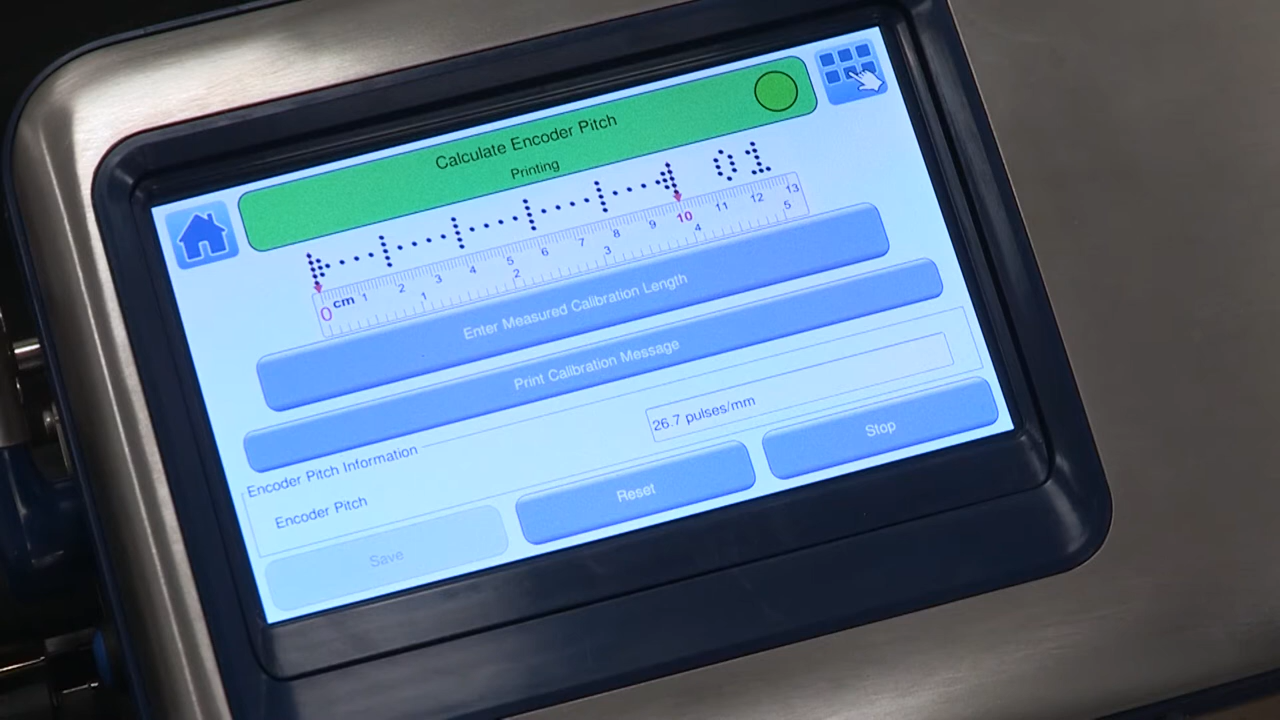 Calculate Encoder Pitch
Printing
01
0 cm 1 2 3 4 5 6 7 8 9 10 11 12 13
1 2 3 4 5
Enter Measured Calibration Length
Print Calibration Message
Encoder Pitch Information
Encoder Pitch 26.7 pulses/mm
Save Reset Stop